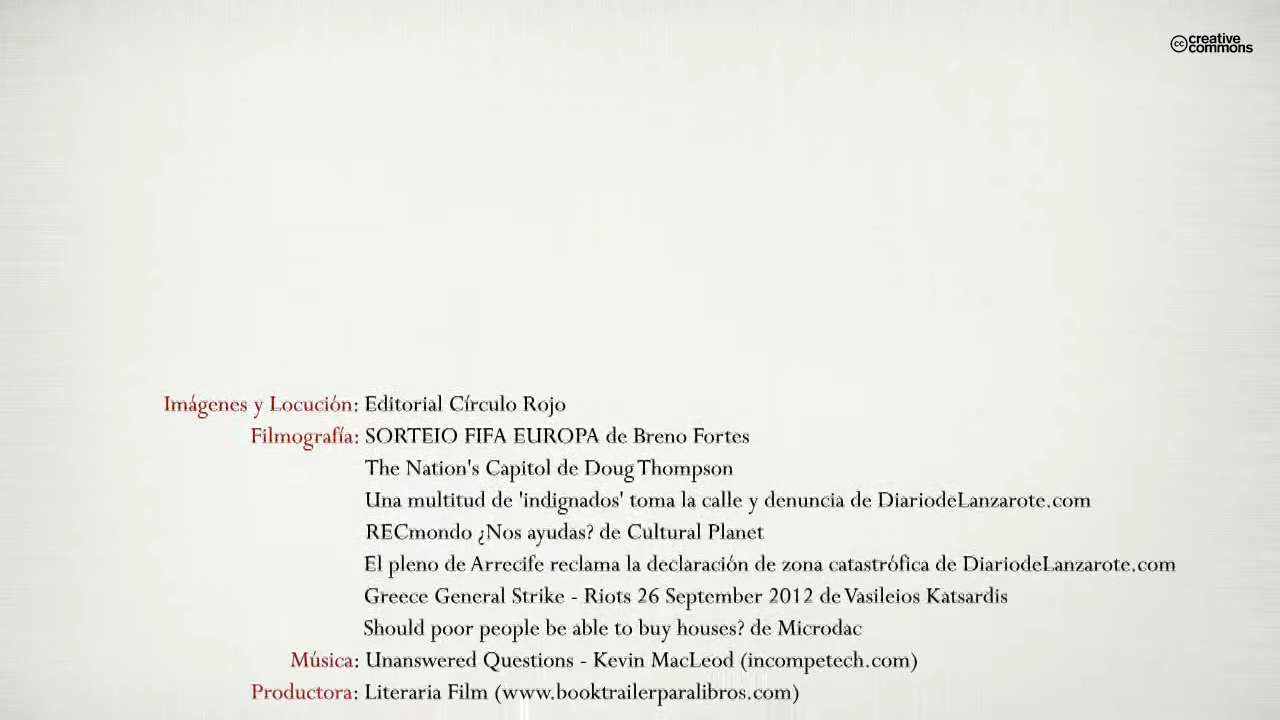 cc creative
commons
Imágenes y Locución: Editorial Círculo Rojo
Filmografía: SORTEIO FIFA EUROPA de Breno Fortes
The Nation's Capitol de Doug Thompson
Una multitud de 'indignados' toma la calle y denuncia de DiariodeLanzarote.com
RECmondo ¿Nos ayudas? de Cultural Planet
El pleno de Arrecife reclama la declaración de zona catastrófica de DiariodeLanzarote.com
Greece General Strike - Riots 26 September 2012 de Vasileios Katsardis
Should poor people be able to buy houses? de Microdac
Música: Unanswered Questions - Kevin MacLeod (incompetech.com)
Productora: Literaria Film (www.booktrailerparalibros.com)